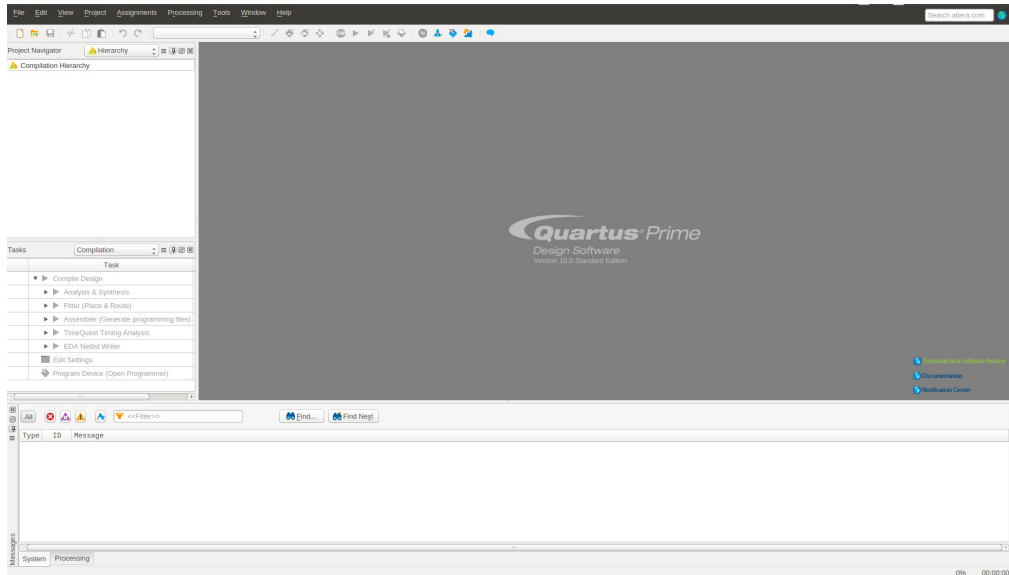 File Edit View Project Assignments Processing Tools Window Help
Search altera.com
Project Navigator Hierarchy
Compilation Hierarchy
Quartus Prime
Design Software
Version 16.0 Standard Edition
Tasks Compilation
Task
Compile Design
Analysis & Synthesis
Fitter (Place & Route)
Assembler (Generate programming files)
TimeQuest Timing Analysis
EDA Netlist Writer
Edit Settings
Program Device (Open Programmer)
Download New Software Release
Documentation
Notification Center
All <<Filter>> Find... Find Next
Type ID Message
Messages
System Processing
0% 00:00:00